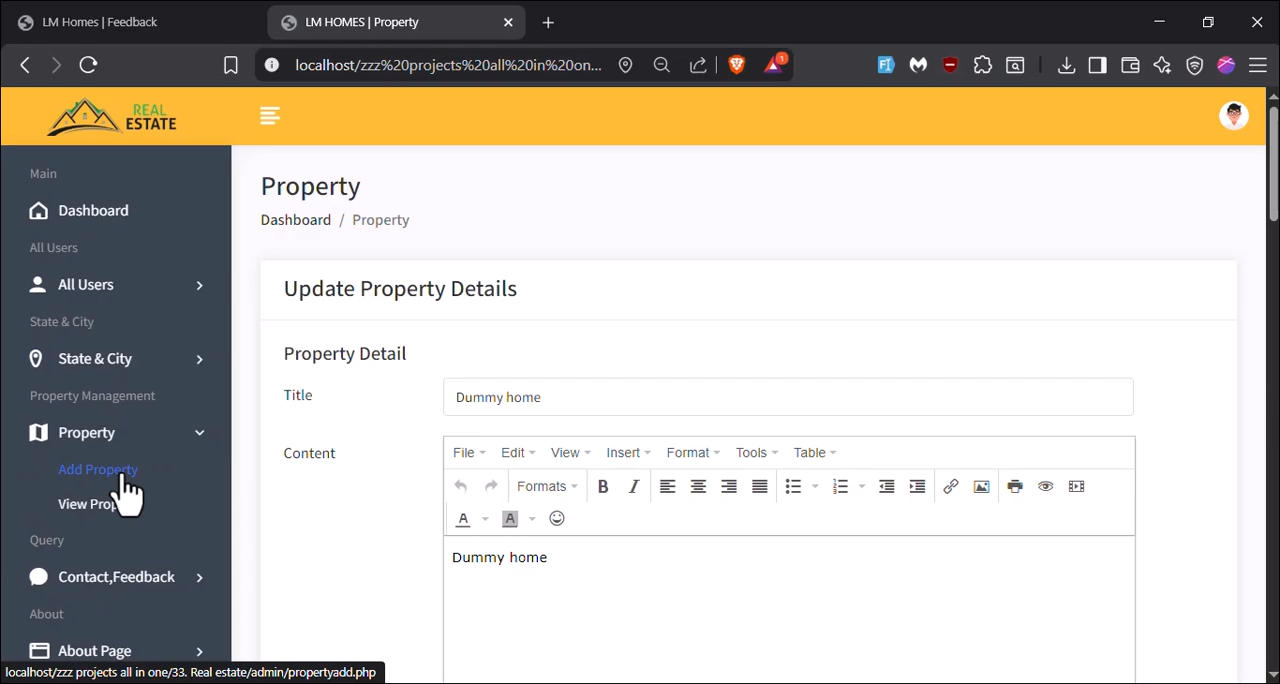 LM Homes | Feedback
LM HOMES | Property
localhost/zzz%20projects%20all%20in%20on...
1
REAL
ESTATE
Main
Dashboard
All Users
All Users
State & City
State & City
Property Management
Property
Add Property
View Prop
Query
Contact,Feedback
About
About Page
localhost/zzz projects all in one/33. Real estate/admin/propertyadd.php
Property
Dashboard / Property
Update Property Details
Property Detail
Title
Dummy home
Content
File Edit View Insert Format Tools Table
Formats B I
A A
Dummy home